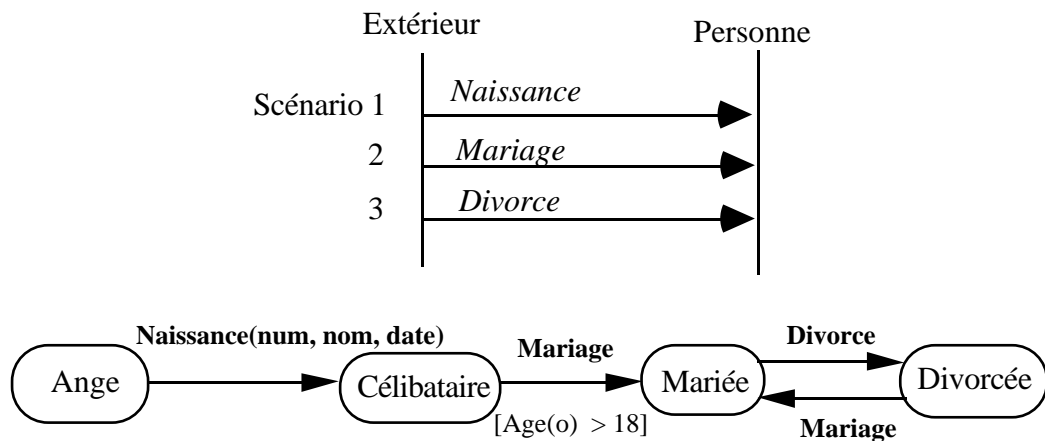 Extérieur
Personne
Scénario 1
Naissance
2
Mariage
3
Divorce
Naissance(num, nom, date)
Mariage
Divorce
Ange
Célibataire
Mariée
Divorcée
[Age(o) > 18]
Mariage